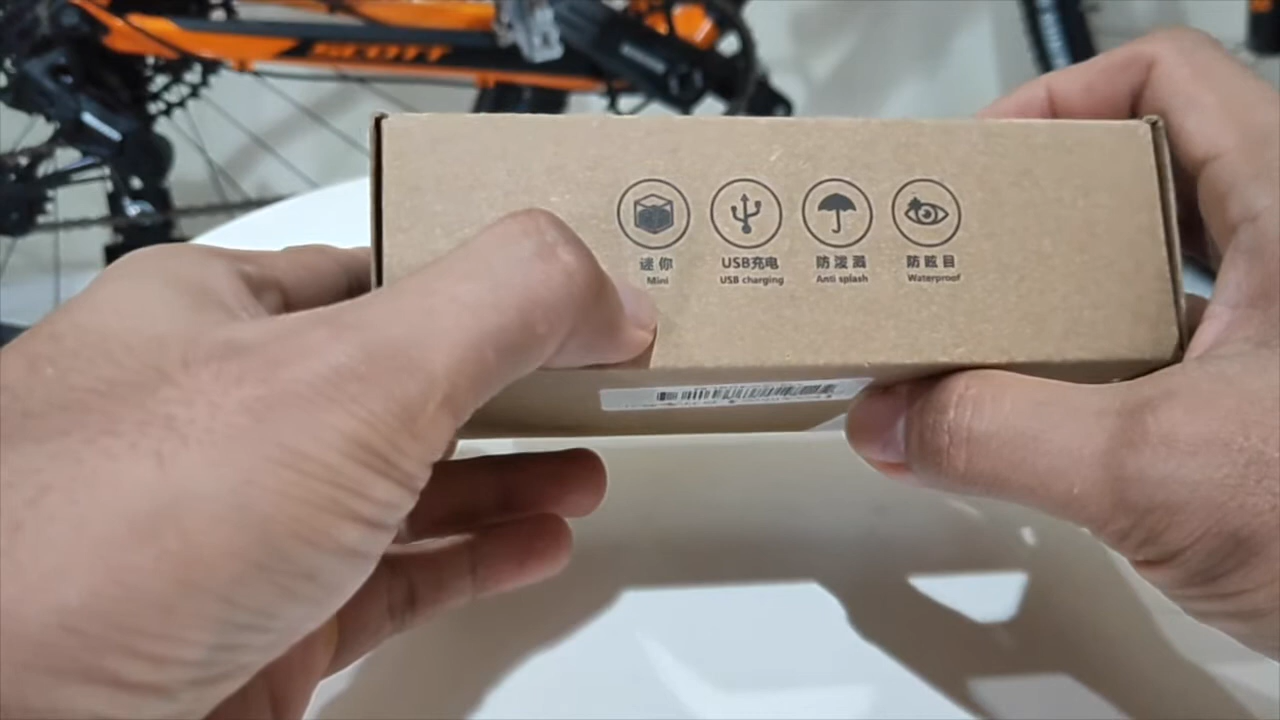 SCOTT
迷你
USB充电
防泼溅
防眩目
Mini
USB charging
Anti splash
Waterproof